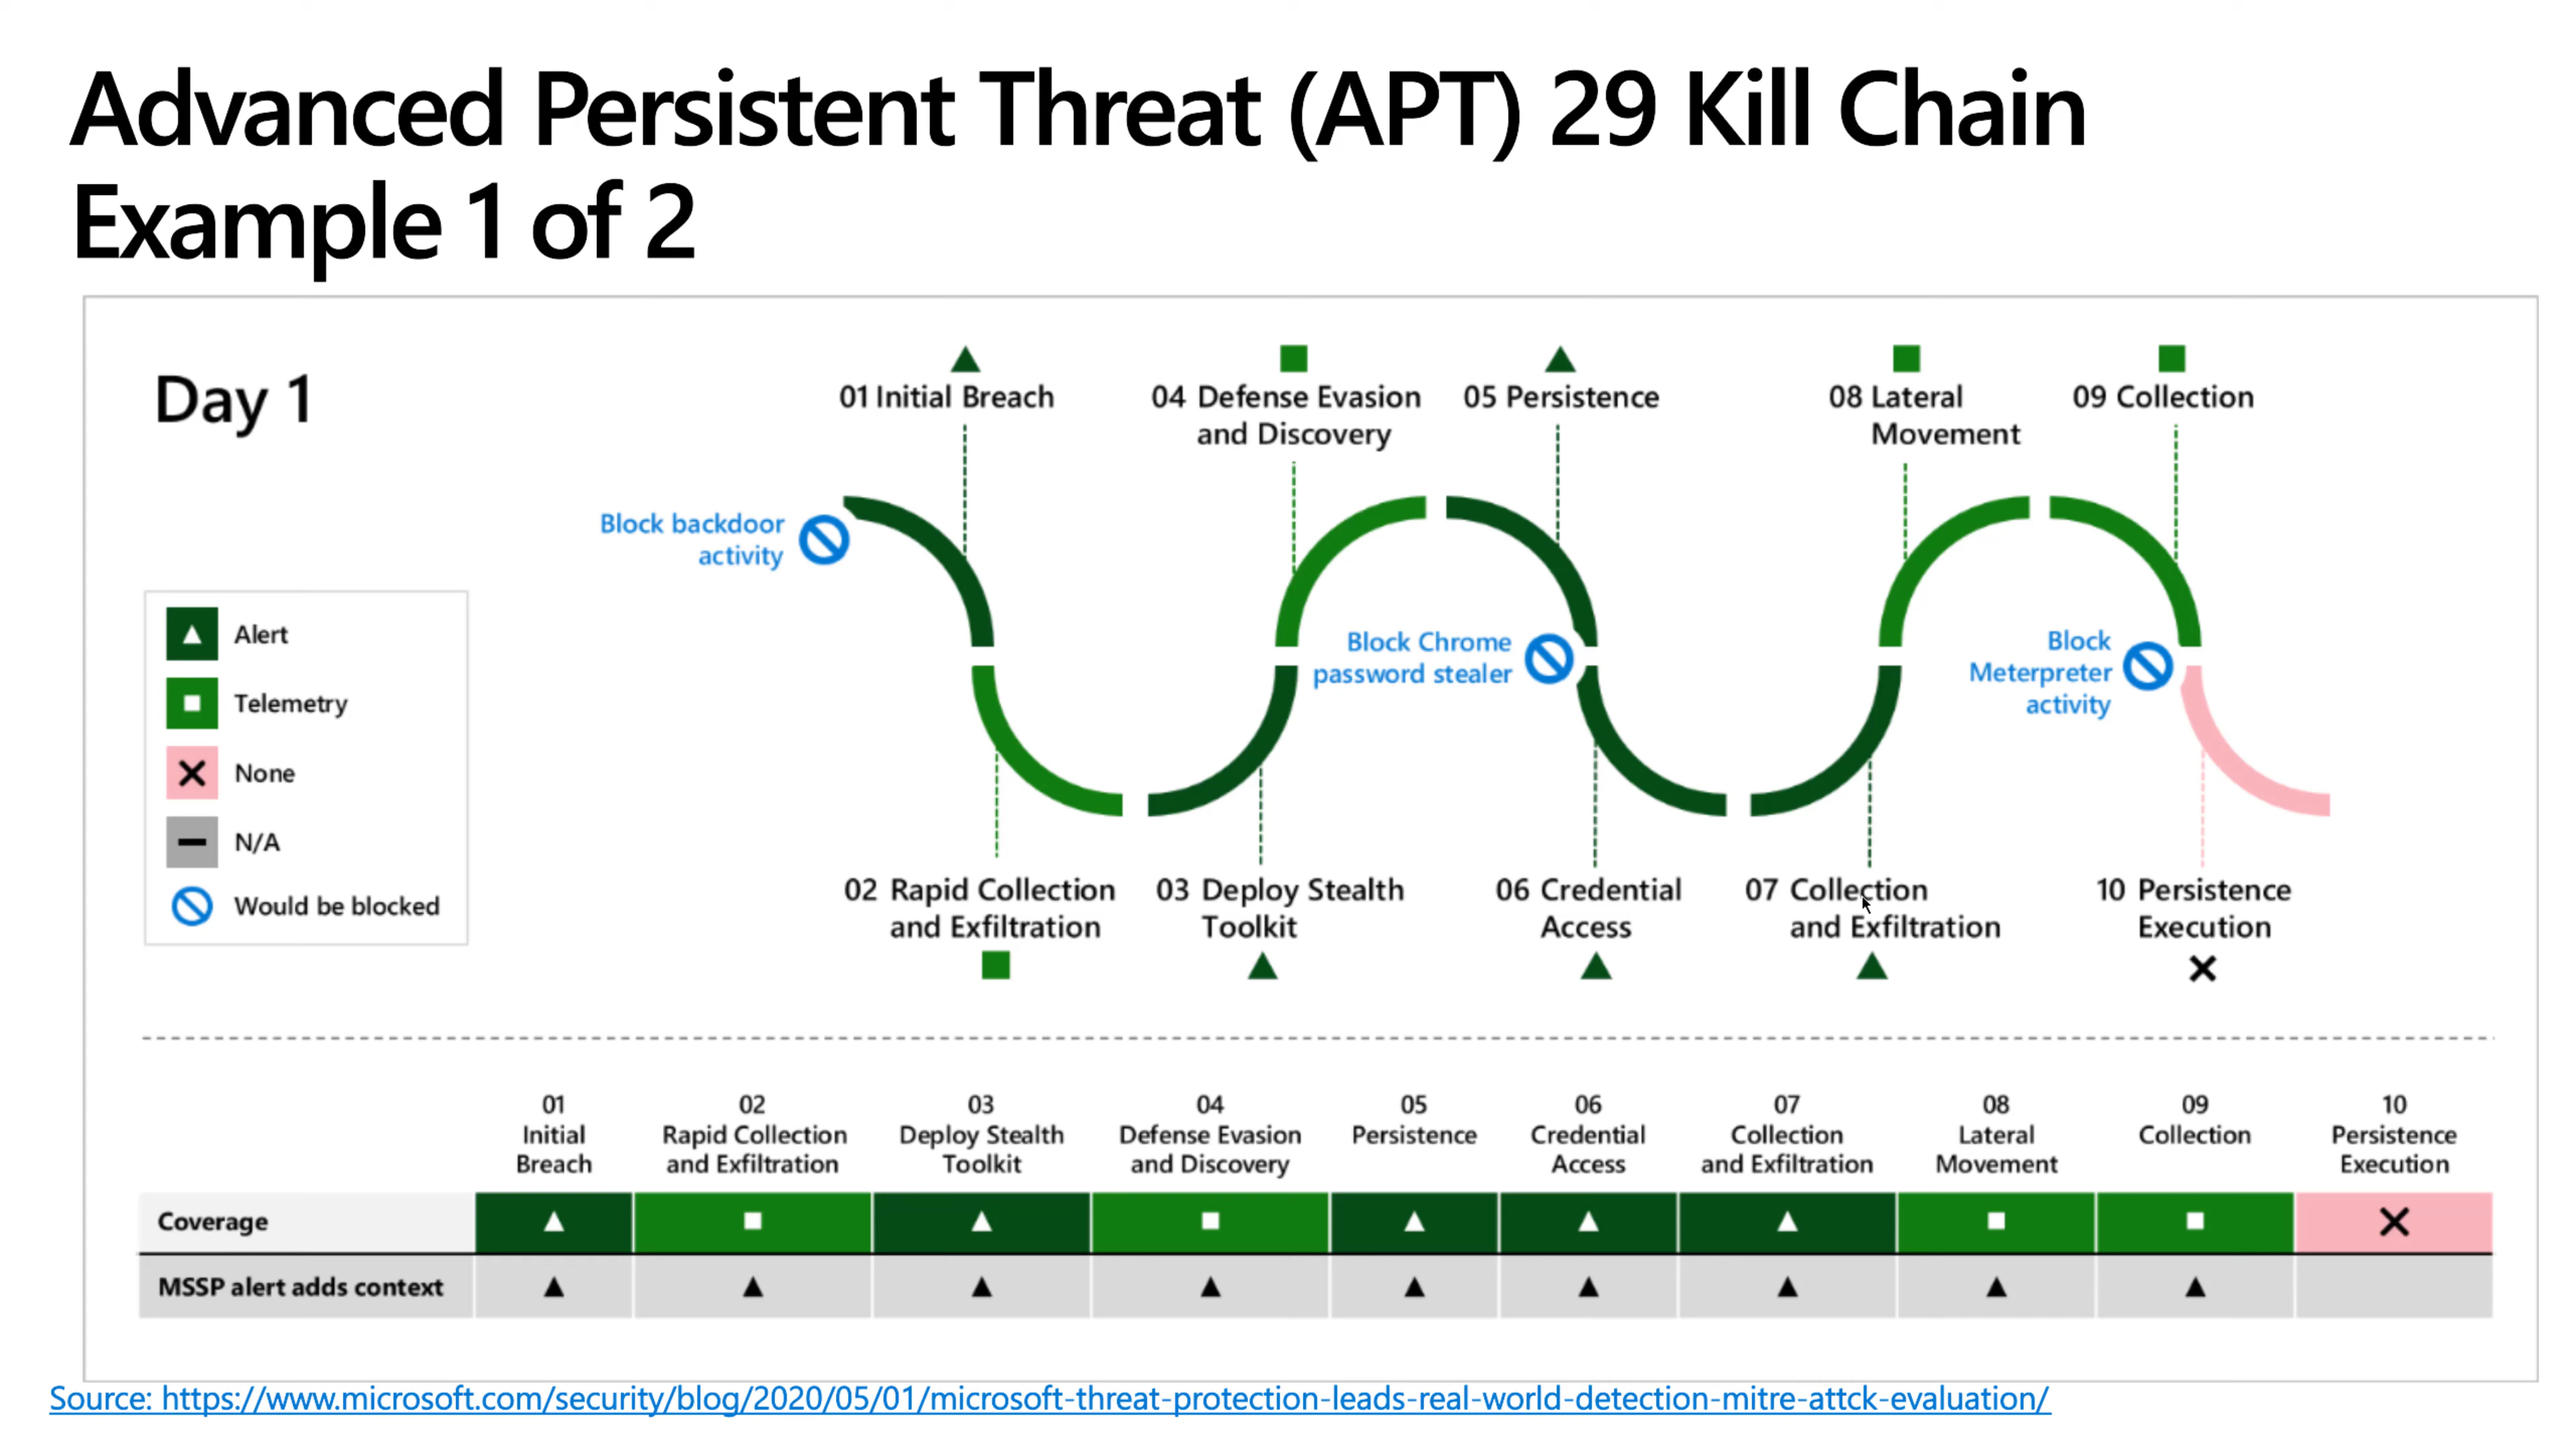 Advanced Persistent Threat (APT) 29 Kill Chain
Example 1 of 2
Day 1
01 Initial Breach
04 Defense Evasion
and Discovery
05 Persistence
08 Lateral
Movement
09 Collection
Block backdoor
activity
Block Chrome
password stealer
Block
Meterpreter
activity
Alert
Telemetry
None
N/A
Would be blocked
02 Rapid Collection
and Exfiltration
03 Deploy Stealth
Toolkit
06 Credential
Access
07 Collection
and Exfiltration
10 Persistence
Execution
01
Initial
Breach
02
Rapid Collection
and Exfiltration
03
Deploy Stealth
Toolkit
04
Defense Evasion
and Discovery
05
Persistence
06
Credential
Access
07
Collection
and Exfiltration
08
Lateral
Movement
09
Collection
10
Persistence
Execution
Coverage
MSSP alert adds context
Source: https://www.microsoft.com/security/blog/2020/05/01/microsoft-threat-protection-leads-real-world-detection-mitre-attck-evaluation/